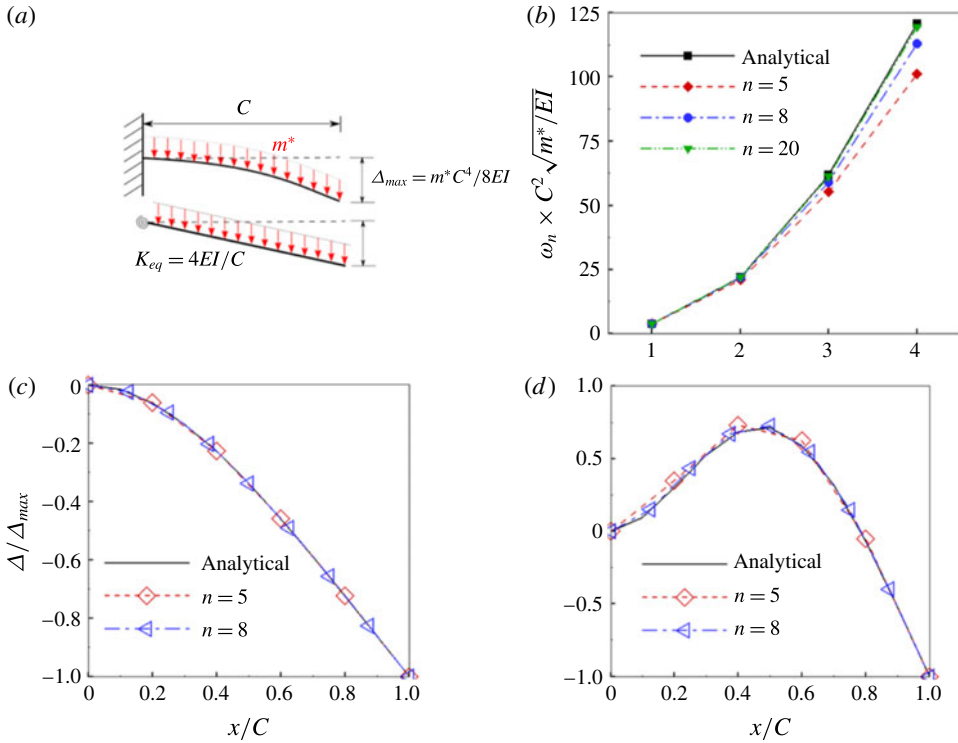 (a)
C
m*
Δmax = m*C⁴/8EI
Keq = 4EI/C
(b)
125
100
75
50
25
0
ωn × C² √m*/EI
Analytical
n = 5
n = 8
n = 20
1 2 3 4
(c)
0
−0.2
−0.4
−0.6
−0.8
−1.0
Δ/Δmax
Analytical
n = 5
n = 8
0 0.2 0.4 0.6 0.8 1.0
x/C
(d)
1.0
0.5
0
−0.5
−1.0
Analytical
n = 5
n = 8
0 0.2 0.4 0.6 0.8 1.0
x/C